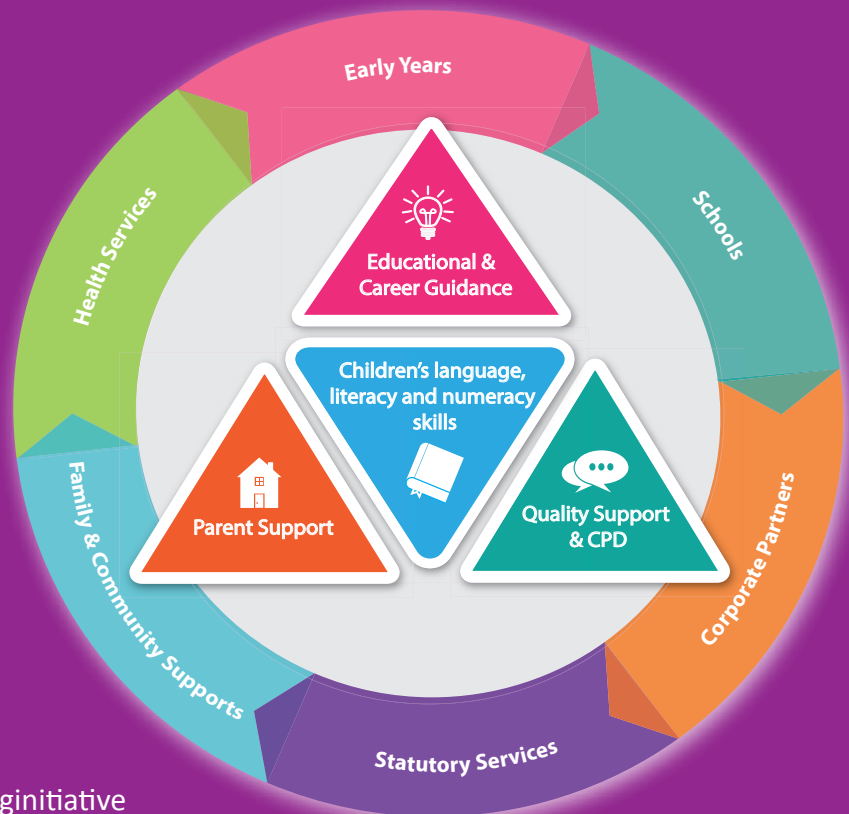 Early Years
Schools
Health Services
Educational &
Career Guidance
Children’s language,
literacy and numeracy
skills
Parent Support
Quality Support
& CPD
Family & Community Supports
Corporate Partners
Statutory Services
ginitiative